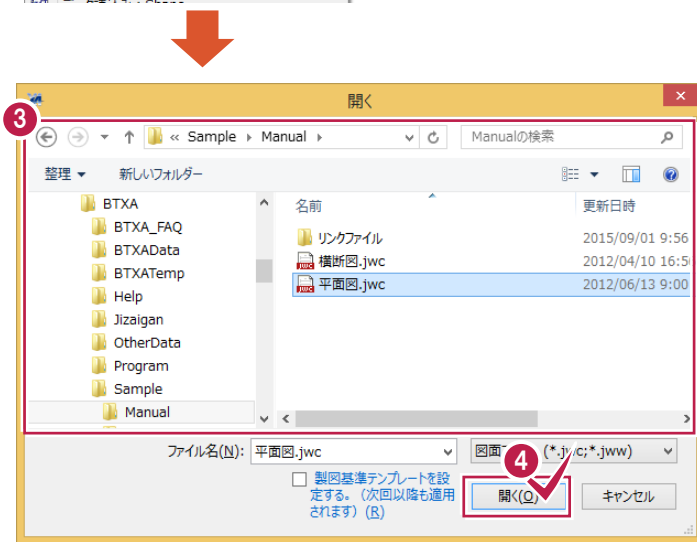 開く
3
« Sample Manual
Manualの検索
整理
新しいフォルダー
BTXA
BTXA_FAQ
BTXAData
BTXATemp
Help
Jizaigan
OtherData
Program
Sample
Manual
名前
更新日時
リンクファイル
2015/09/01 9:56
横断図.jwc
2012/04/10 16:5
平面図.jwc
2012/06/13 9:00
ファイル名(N):
平面図.jwc
図面 (*.jwc;*.jww)
4
製図基準テンプレートを設
定する。(次回以降も適用
されます) (R)
開く(O)
キャンセル